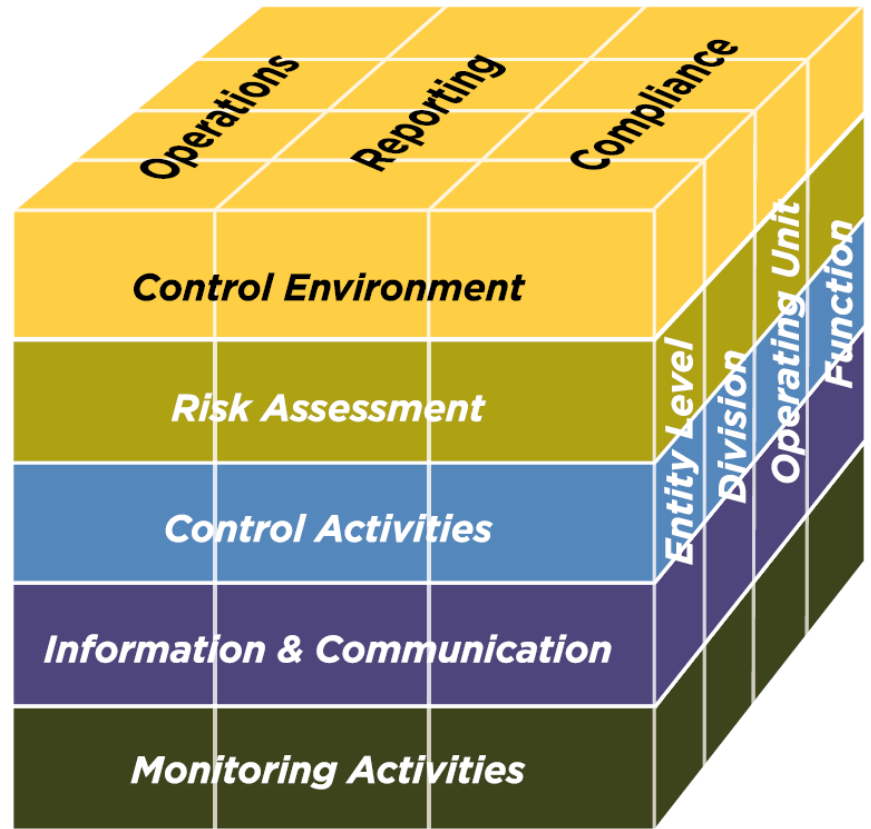 Operations
Reporting
Compliance
Control Environment
Risk Assessment
Control Activities
Information & Communication
Monitoring Activities
Entity Level
Division
Operating Unit
Function